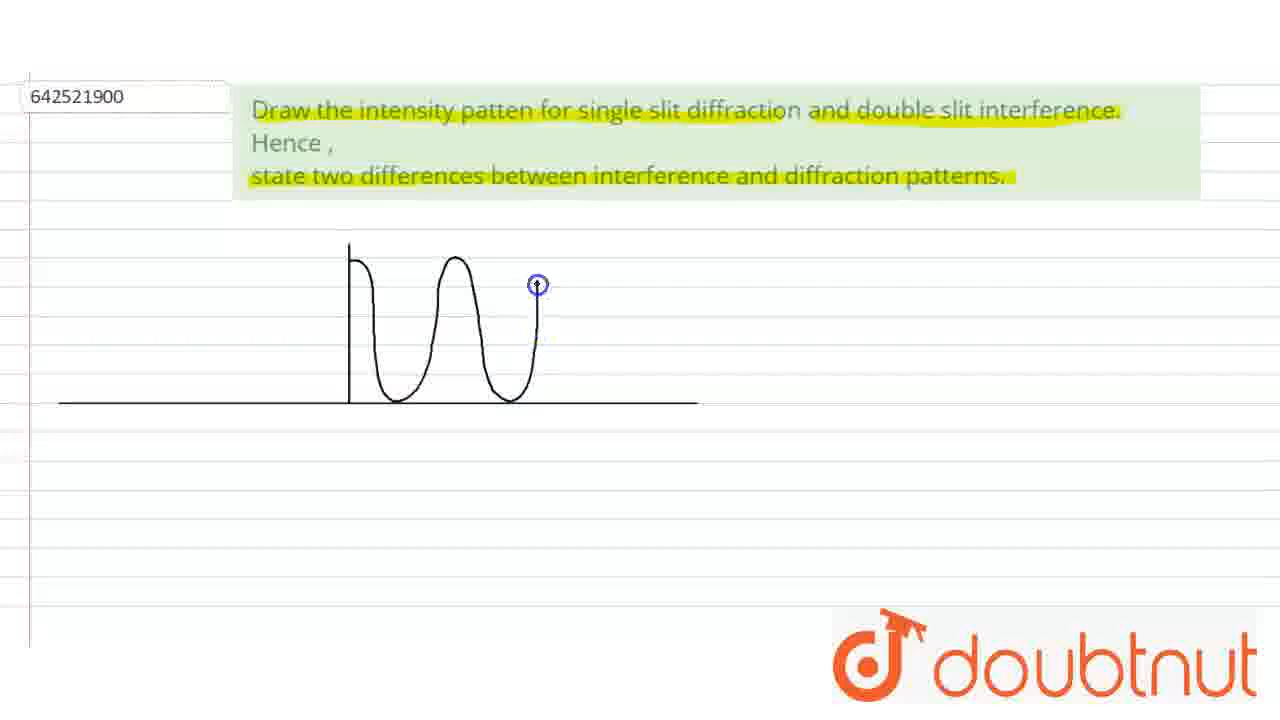 642521900
Draw the intensity patten for single slit diffraction and double slit interference.
Hence ,
state two differences between interference and diffraction patterns.
doubtnut